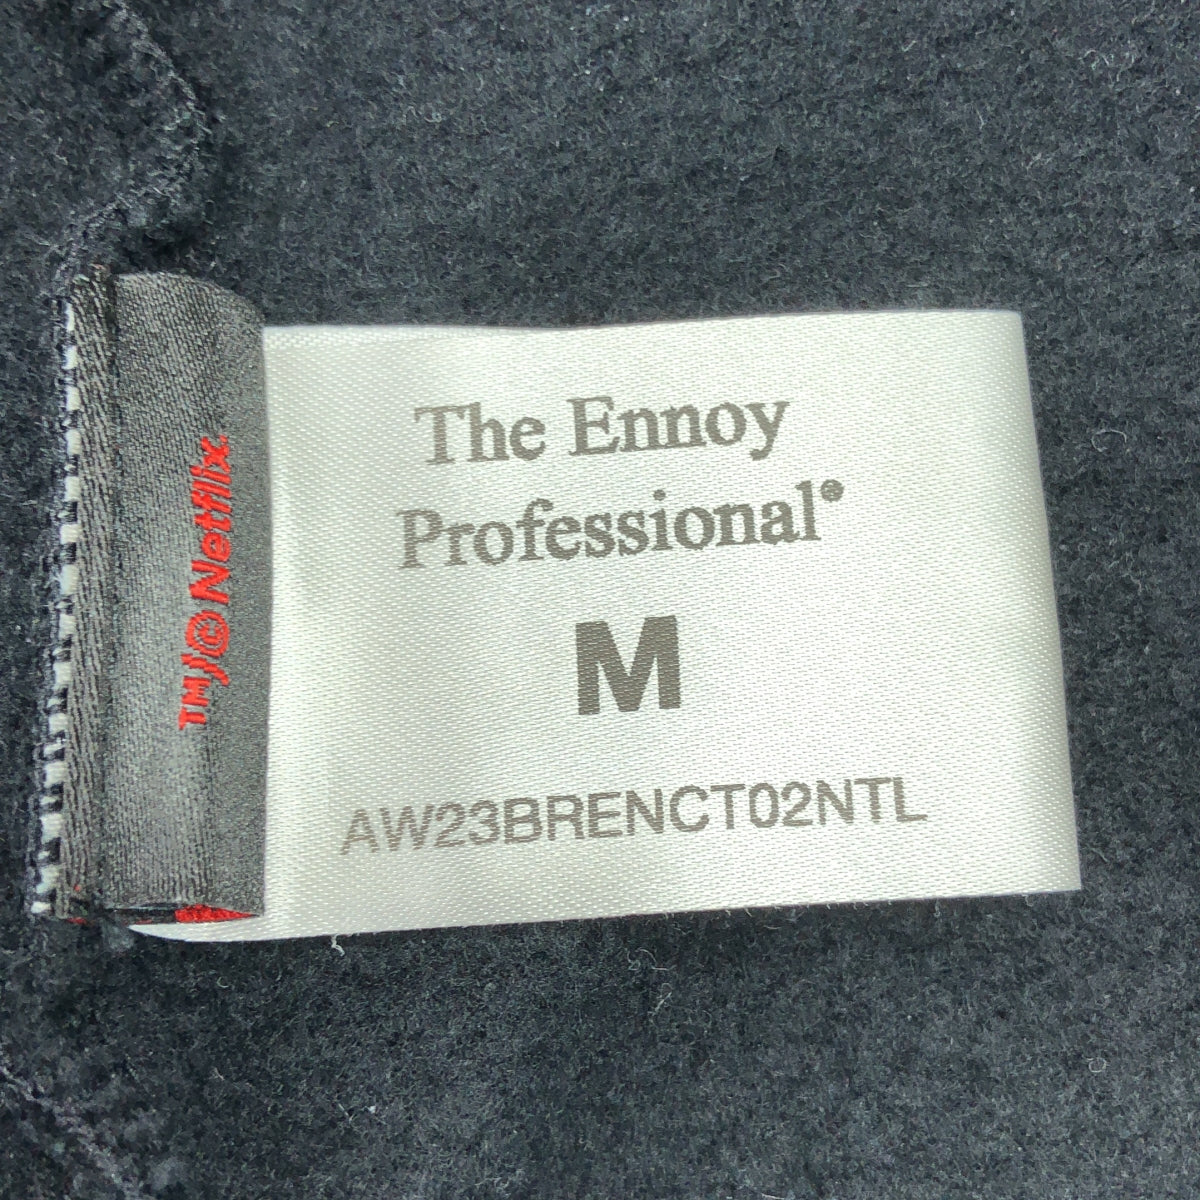 The Ennoy
Professional®
M
AW23BRENCT02NTL
™/© Netflix.